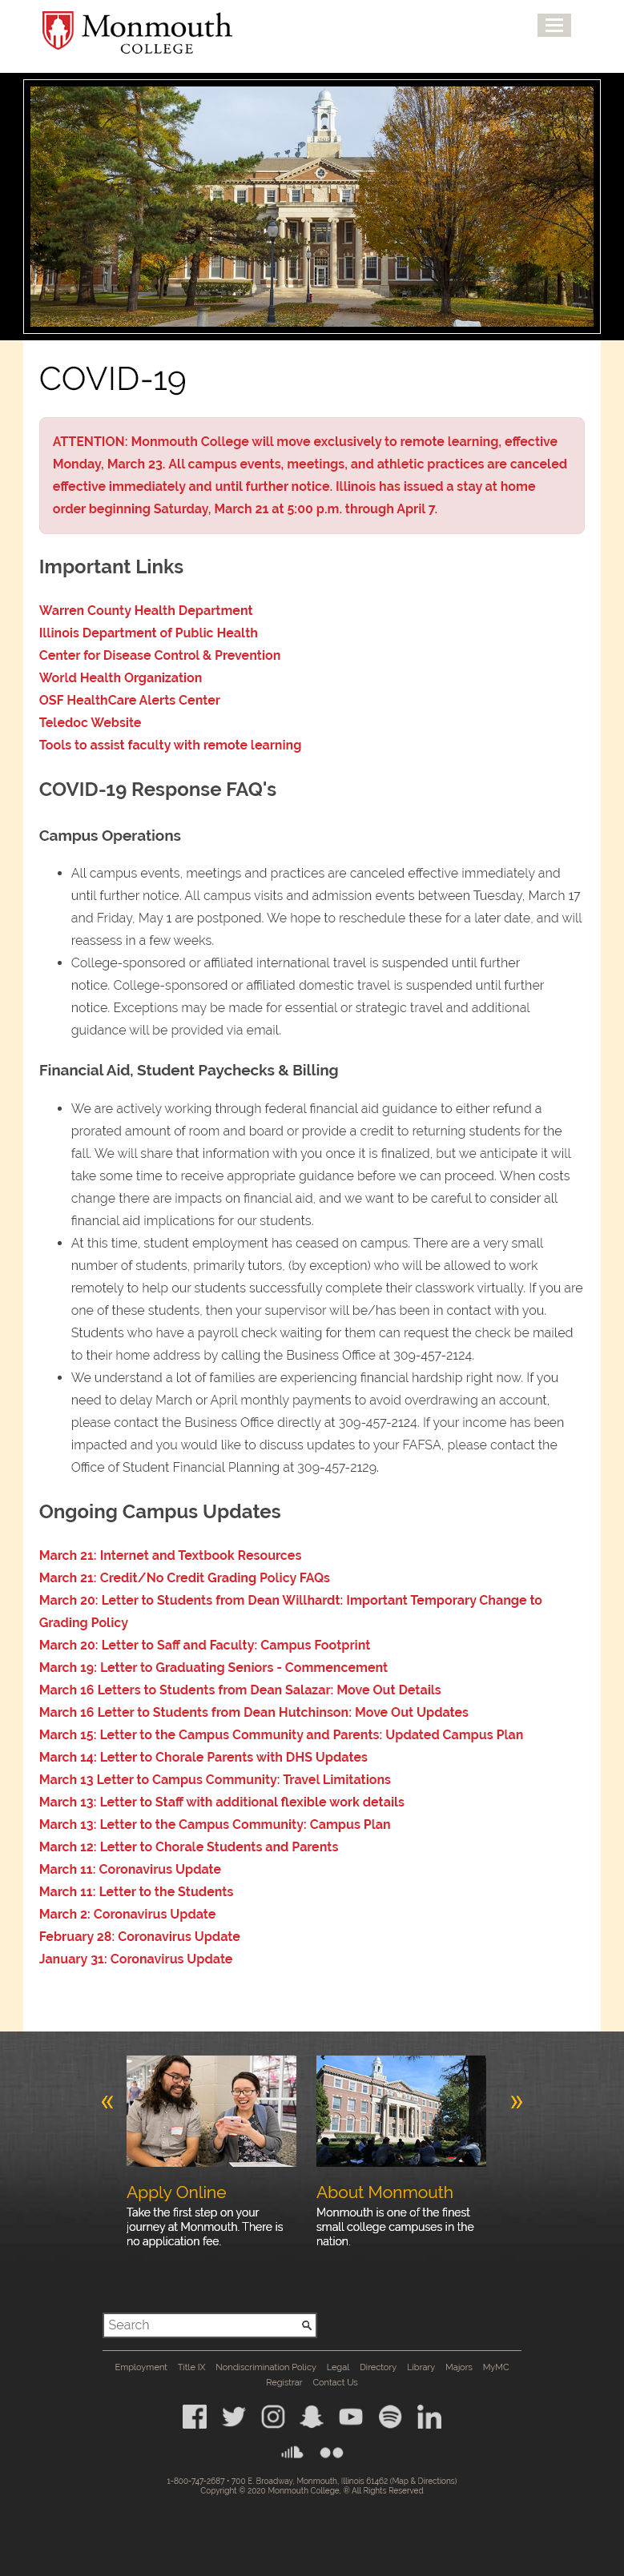 Monmouth
COLLEGE
COVID-19
ATTENTION: Monmouth College will move exclusively to remote learning, effective
Monday, March 23. All campus events, meetings, and athletic practices are canceled
effective immediately and until further notice. Illinois has issued a stay at home
order beginning Saturday, March 21 at 5:00 p.m. through April 7.
Important Links
Warren County Health Department
Illinois Department of Public Health
Center for Disease Control & Prevention
World Health Organization
OSF HealthCare Alerts Center
Teledoc Website
Tools to assist faculty with remote learning
COVID-19 Response FAQ's
Campus Operations
• All campus events, meetings and practices are canceled effective immediately and
until further notice. All campus visits and admission events between Tuesday, March 17
and Friday, May 1 are postponed. We hope to reschedule these for a later date, and will
reassess in a few weeks.
• College-sponsored or affiliated international travel is suspended until further
notice. College-sponsored or affiliated domestic travel is suspended until further
notice. Exceptions may be made for essential or strategic travel and additional
guidance will be provided via email.
Financial Aid, Student Paychecks & Billing
• We are actively working through federal financial aid guidance to either refund a
prorated amount of room and board or provide a credit to returning students for the
fall. We will share that information with you once it is finalized, but we anticipate it will
take some time to receive appropriate guidance before we can proceed. When costs
change there are impacts on financial aid, and we want to be careful to consider all
financial aid implications for our students.
• At this time, student employment has ceased on campus. There are a very small
number of students, primarily tutors, (by exception) who will be allowed to work
remotely to help our students successfully complete their classwork virtually. If you are
one of these students, then your supervisor will be/has been in contact with you.
Students who have a payroll check waiting for them can request the check be mailed
to their home address by calling the Business Office at 309-457-2124.
• We understand a lot of families are experiencing financial hardship right now. If you
need to delay March or April monthly payments to avoid overdrawing an account,
please contact the Business Office directly at 309-457-2124. If your income has been
impacted and you would like to discuss updates to your FAFSA, please contact the
Office of Student Financial Planning at 309-457-2129.
Ongoing Campus Updates
March 21: Internet and Textbook Resources
March 21: Credit/No Credit Grading Policy FAQs
March 20: Letter to Students from Dean Willhardt: Important Temporary Change to
Grading Policy
March 20: Letter to Saff and Faculty: Campus Footprint
March 19: Letter to Graduating Seniors - Commencement
March 16 Letters to Students from Dean Salazar: Move Out Details
March 16 Letter to Students from Dean Hutchinson: Move Out Updates
March 15: Letter to the Campus Community and Parents: Updated Campus Plan
March 14: Letter to Chorale Parents with DHS Updates
March 13 Letter to Campus Community: Travel Limitations
March 13: Letter to Staff with additional flexible work details
March 13: Letter to the Campus Community: Campus Plan
March 12: Letter to Chorale Students and Parents
March 11: Coronavirus Update
March 11: Letter to the Students
March 2: Coronavirus Update
February 28: Coronavirus Update
January 31: Coronavirus Update
« »
Apply Online
Take the first step on your
journey at Monmouth. There is
no application fee.
About Monmouth
Monmouth is one of the finest
small college campuses in the
nation.
Search
Employment Title IX Nondiscrimination Policy Legal Directory Library Majors MyMC
Registrar Contact Us
1-800-747-2687 • 700 E. Broadway, Monmouth, Illinois 61462 (Map & Directions)
Copyright © 2020 Monmouth College, ® All Rights Reserved